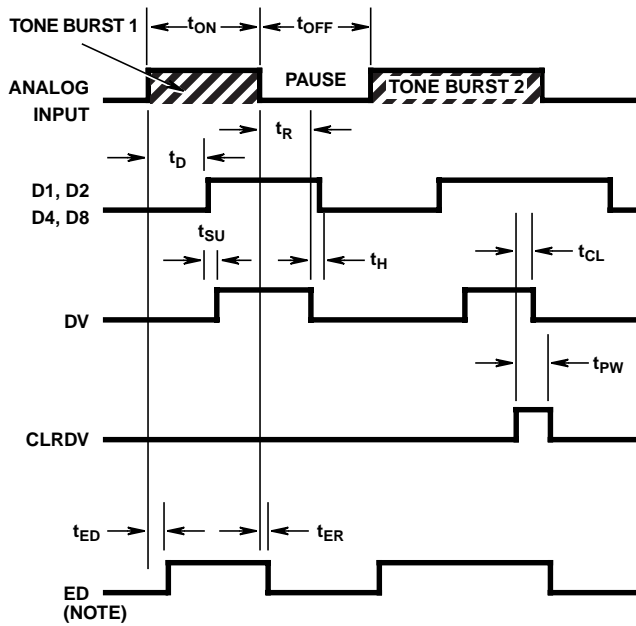 TONE BURST 1
tON
tOFF
ANALOG
INPUT
PAUSE
TONE BURST 2
tR
tD
D1, D2
D4, D8
tSU
tH
tCL
DV
tPW
CLRDV
tED
tER
ED
(NOTE)